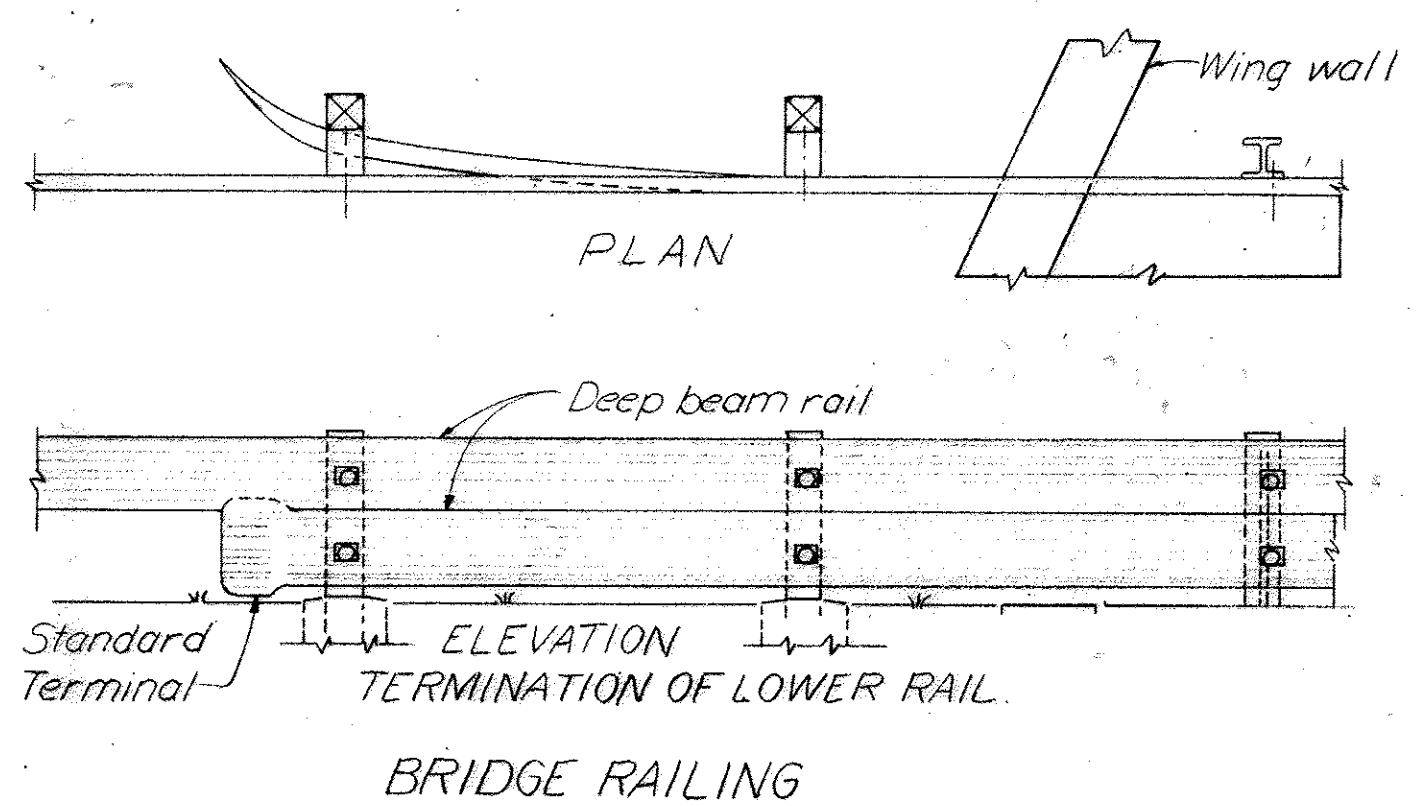 Wing wall
PLAN
Deep beam rail
Standard
Terminal
ELEVATION
TERMINATION OF LOWER RAIL.
BRIDGE RAILING